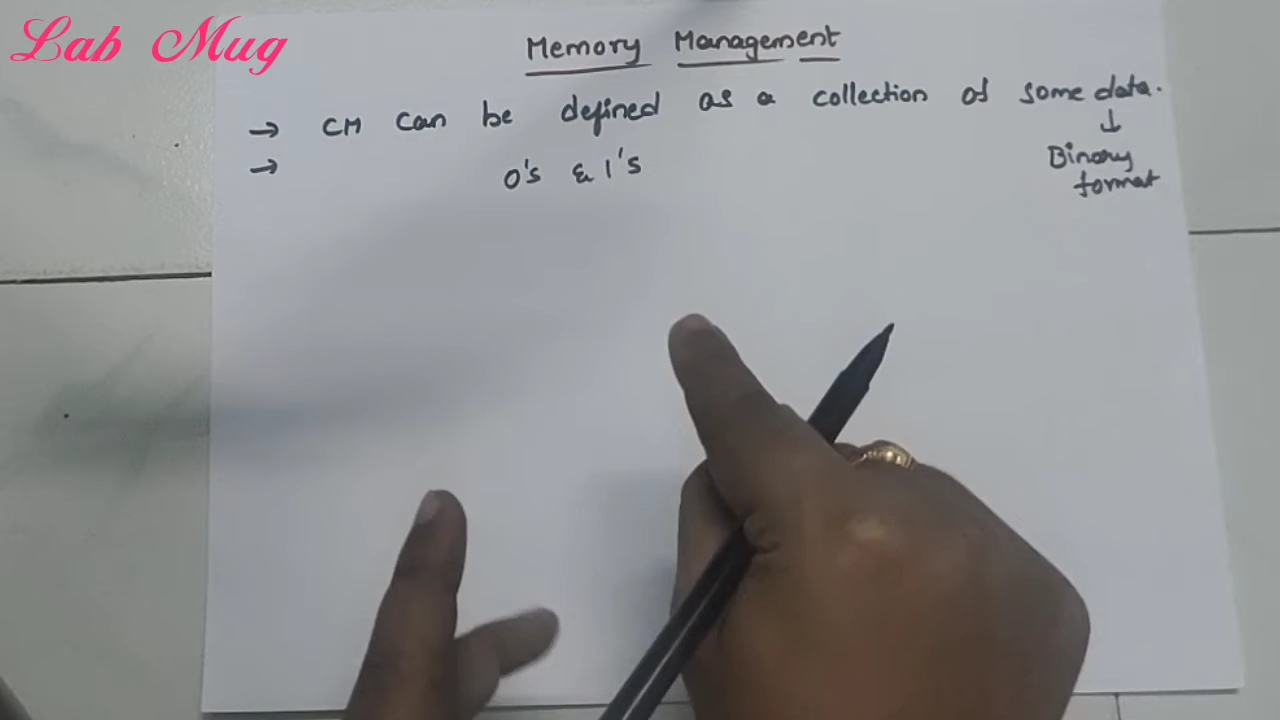 Lab Mug
Memory Management
→ CM can be defined as a collection of some data.
↓
→ 0's & 1's
Binary
format